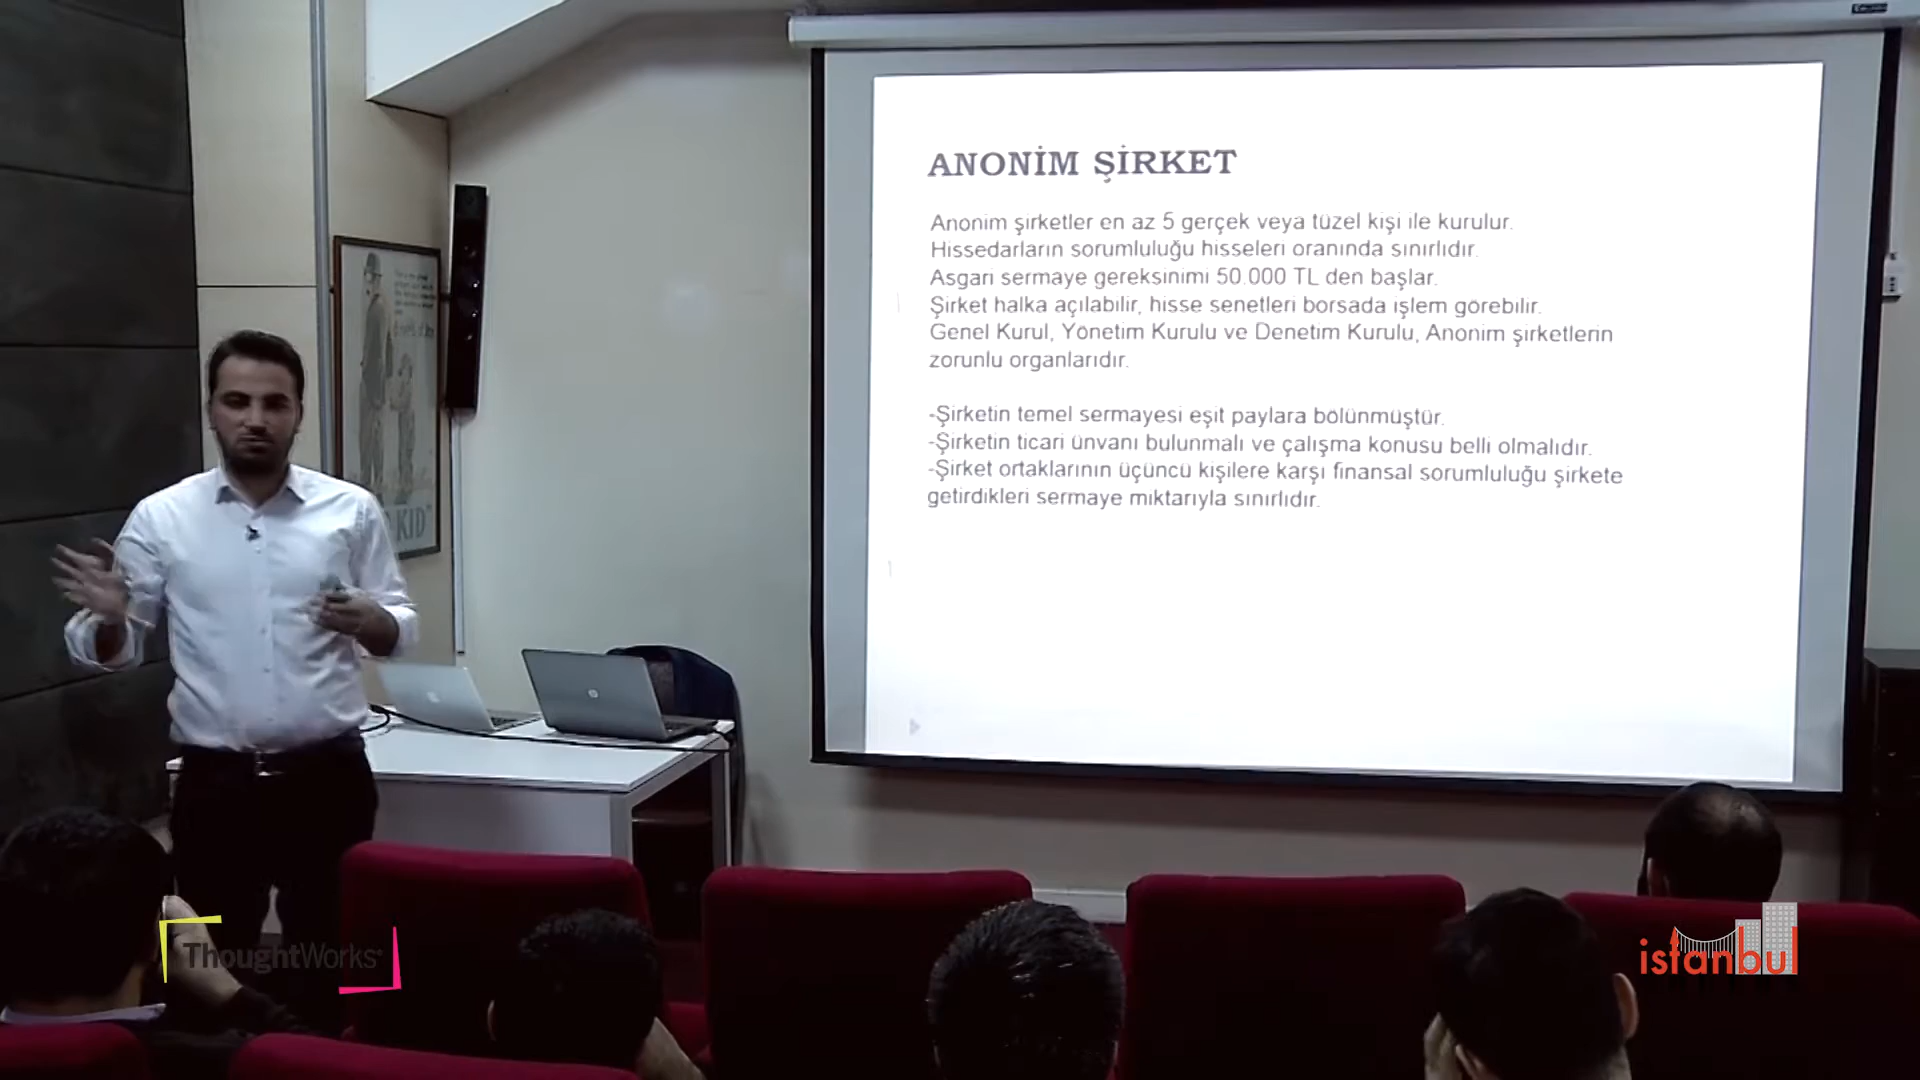 ANONİM ŞİRKET
Anonim şirketler en az 5 gerçek veya tüzel kişi ile kurulur.
Hissedarların sorumluluğu hisseleri oranında sınırlıdır.
Asgari sermaye gereksinimi 50.000 TL den başlar.
Şirket halka açılabilir, hisse senetleri borsada işlem görebilir.
Genel Kurul, Yönetim Kurulu ve Denetim Kurulu, Anonim şirketlerin
zorunlu organlarıdır.
-Şirketin temel sermayesi eşit paylara bölünmüştür.
-Şirketin ticari ünvanı bulunmalı ve çalışma konusu belli olmalıdır.
-Şirket ortaklarının üçüncü kişilere karşı finansal sorumluluğu şirkete
getirdikleri sermaye miktarıyla sınırlıdır.
KID"
hp
ThoughtWorks®
istanbul